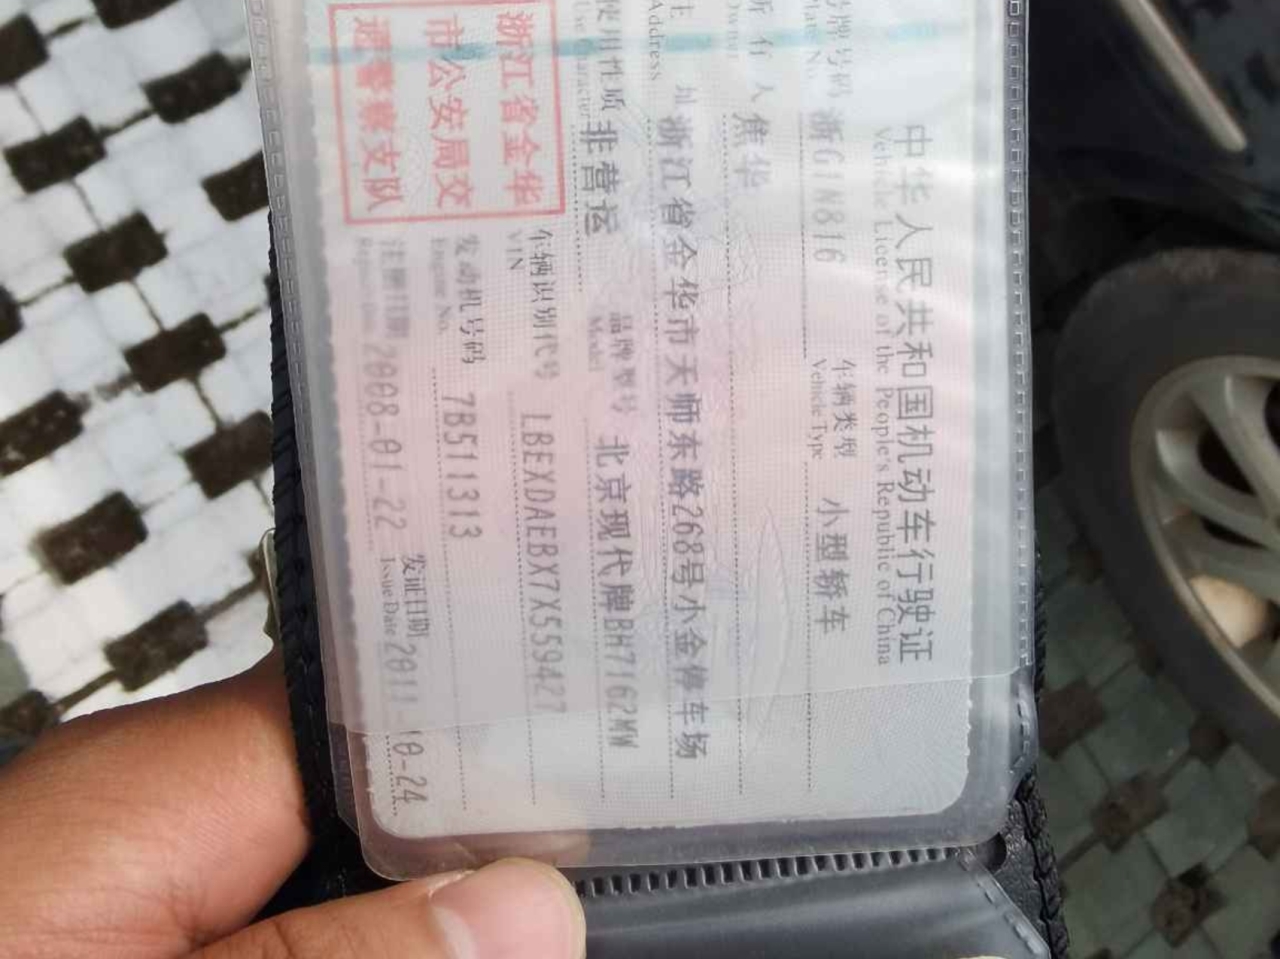 中华人民共和国机动车行驶证
Vehicle License of the People's Republic of China
号牌号码 浙G1N816 车辆类型 小型轿车
Plate No. Vehicle Type
所有人 焦华
Owner
住址 浙江省金华市天师东路268号小金停车场
Address
使用性质 非营运 品牌型号 北京现代牌BH7162MW
Use Character Model
浙江省金华
市公安局交
通警察支队
车辆识别代号 LBEXDAEBX7X559427
VIN
发动机号码 7B511313
Engine No.
注册日期 2008-01-22 发证日期 2011-10-24
Register Date Issue Date